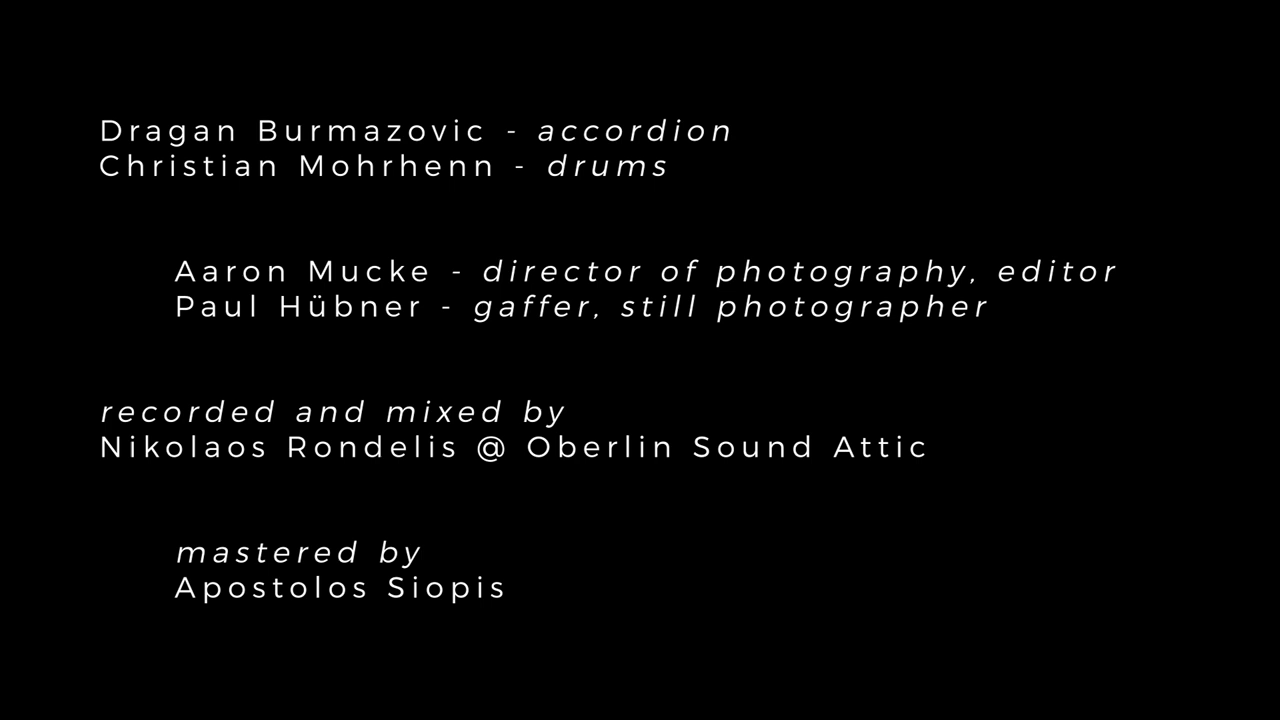 Dragan Burmazovic - accordion
Christian Mohrhenn - drums
Aaron Mucke - director of photography, editor
Paul Hübner - gaffer, still photographer
recorded and mixed by
Nikolaos Rondelis @ Oberlin Sound Attic
mastered by
Apostolos Siopis